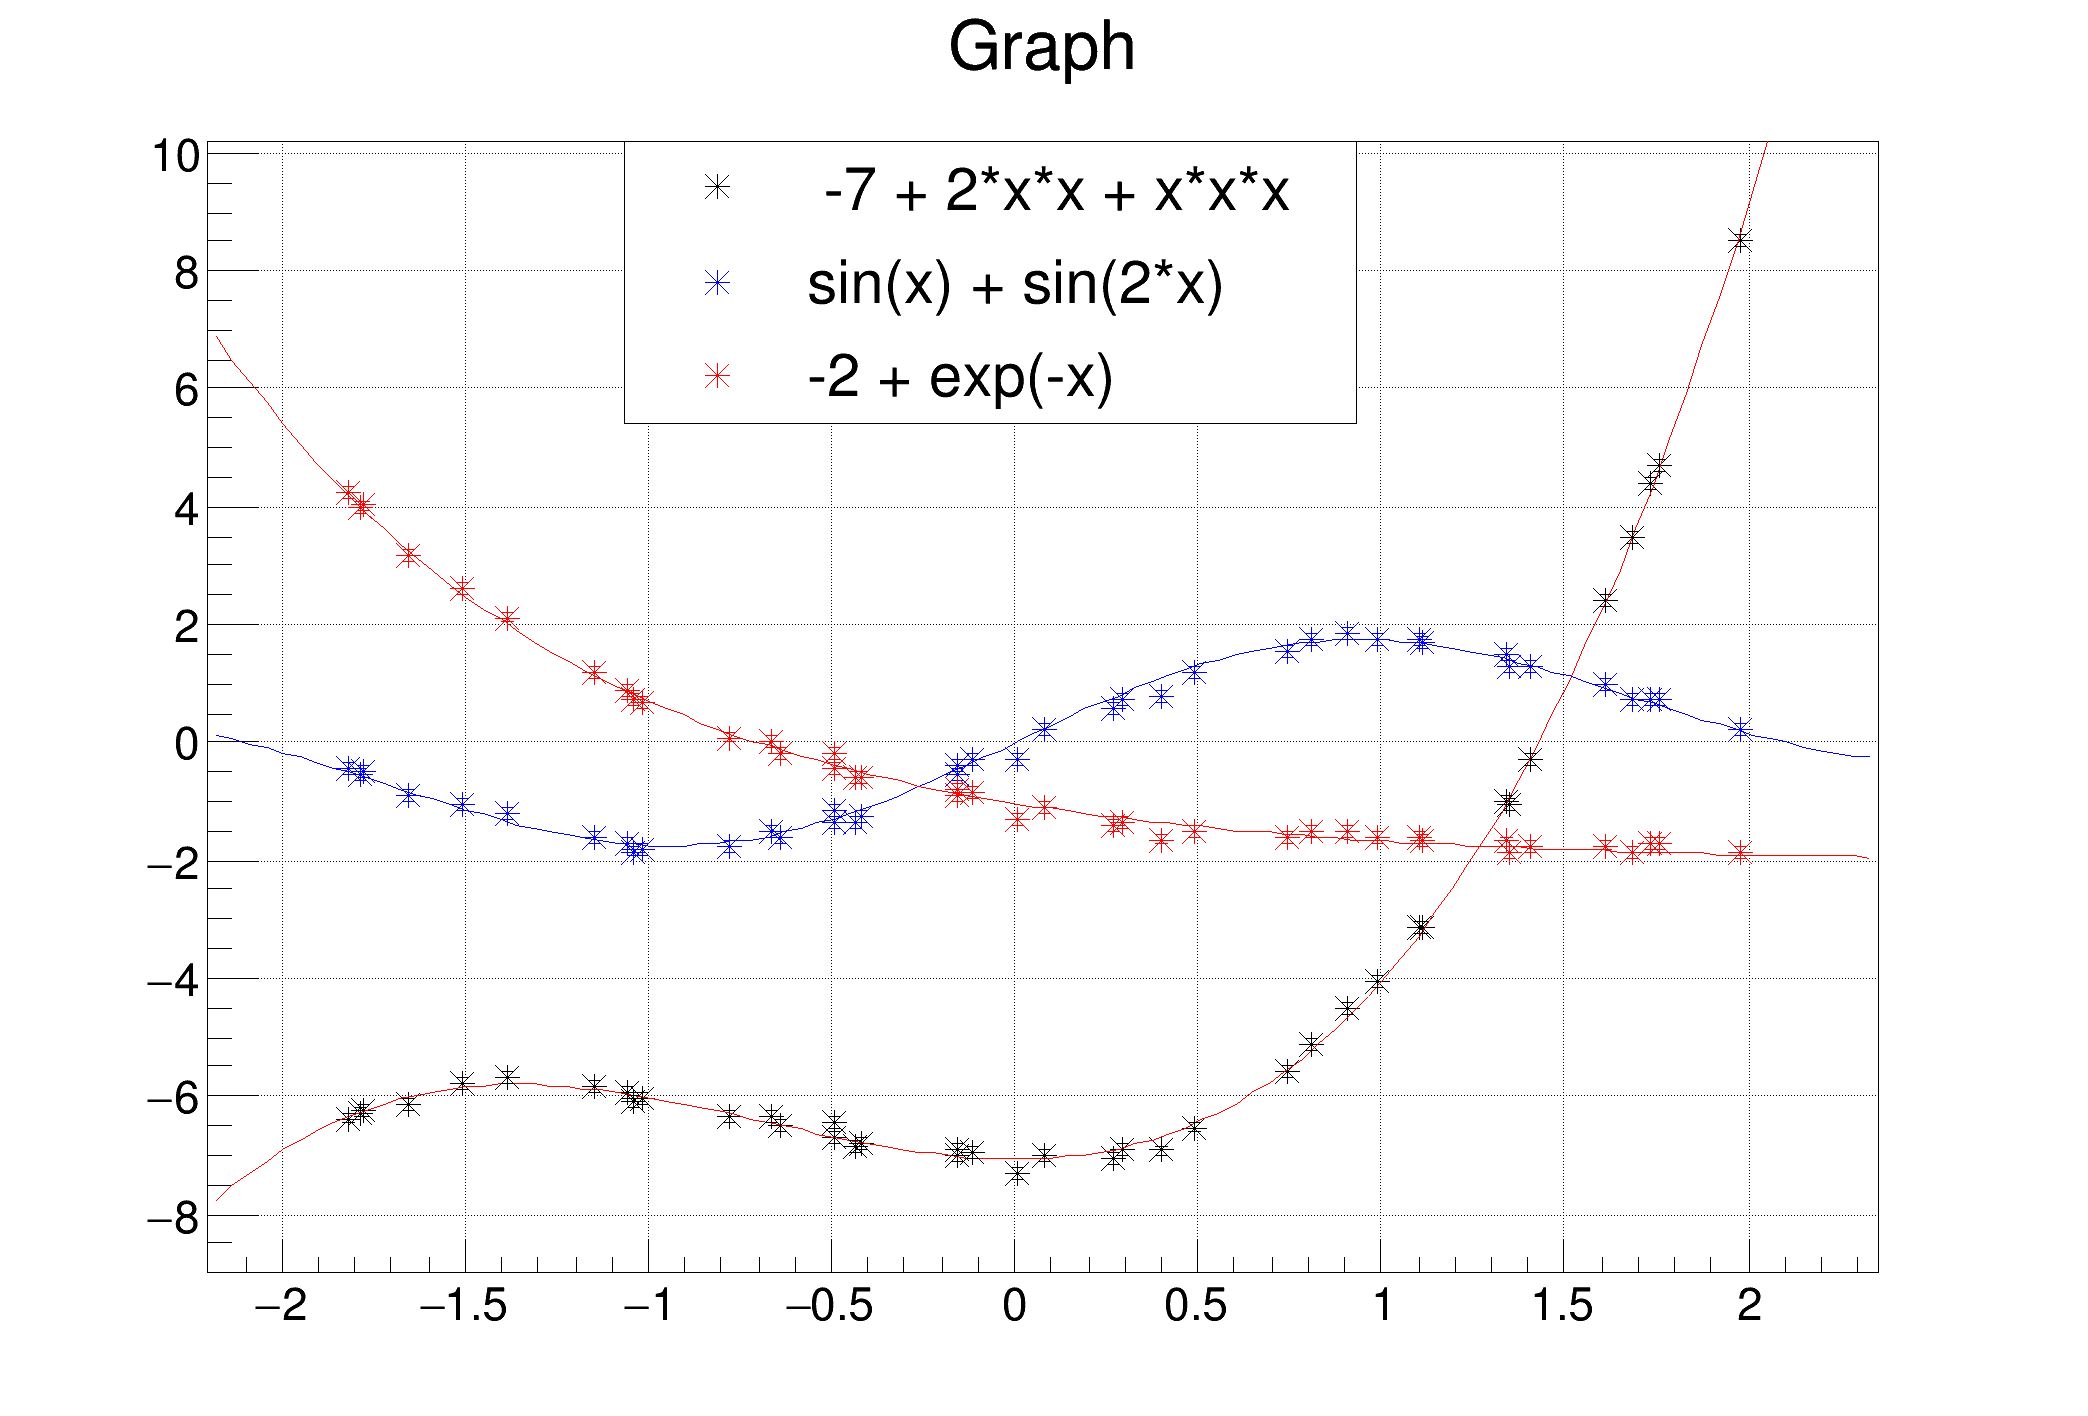 Graph
-7 + 2*x*x + x*x*x
sin(x) + sin(2*x)
-2 + exp(-x)
10
8
6
4
2
0
−2
−4
−6
−8
−2 −1.5 −1 −0.5 0 0.5 1 1.5 2